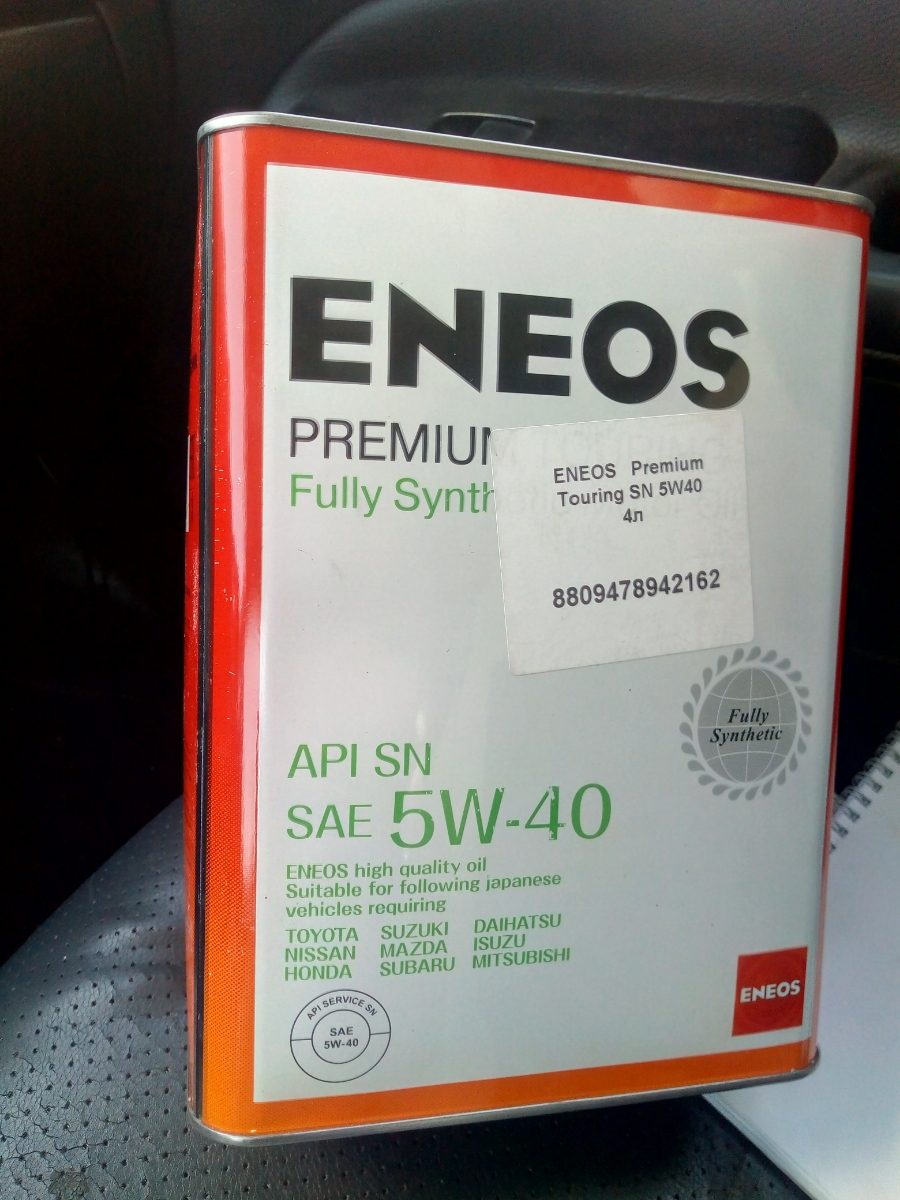 ENEOS
PREMIUM
Fully Synth
ENEOS Premium
Touring SN 5W40
4л
8809478942162
Fully
Synthetic
API SN
SAE 5W-40
ENEOS high quality oil
Suitable for following japanese
vehicles requiring
TOYOTA SUZUKI DAIHATSU
NISSAN MAZDA ISUZU
HONDA SUBARU MITSUBISHI
API SERVICE SN
SAE
5W-40
ENEOS